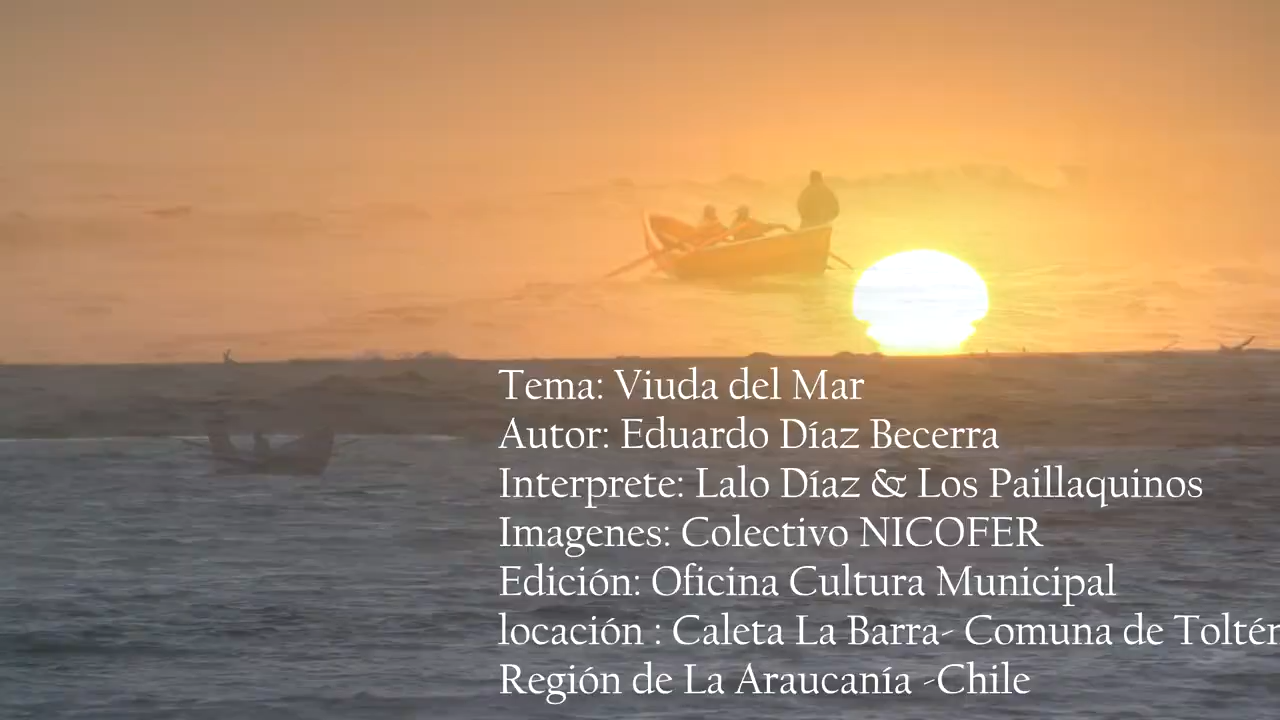 Tema: Viuda del Mar
Autor: Eduardo Díaz Becerra
Interprete: Lalo Díaz & Los Paillaquinos
Imagenes: Colectivo NICOFER
Edición: Oficina Cultura Municipal
locación : Caleta La Barra- Comuna de Toltér
Región de La Araucanía -Chile